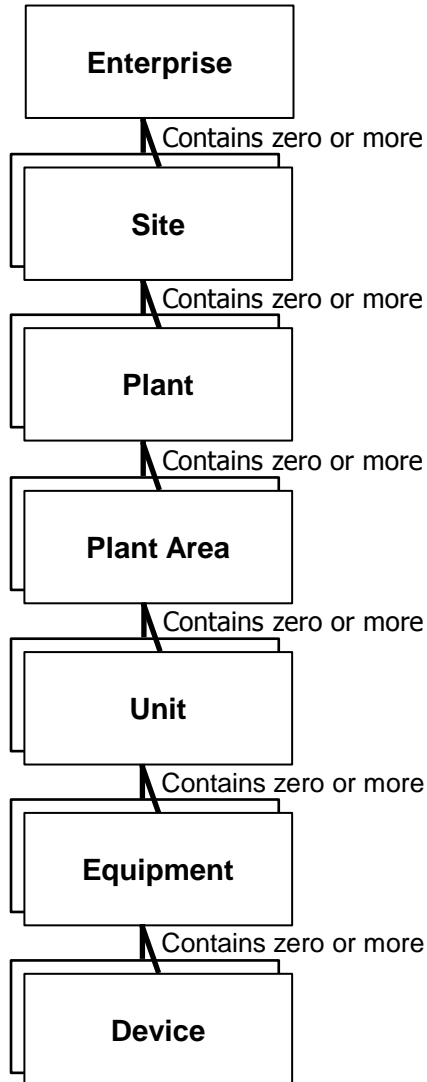 Enterprise
Contains zero or more
Site
Contains zero or more
Plant
Contains zero or more
Plant Area
Contains zero or more
Unit
Contains zero or more
Equipment
Contains zero or more
Device